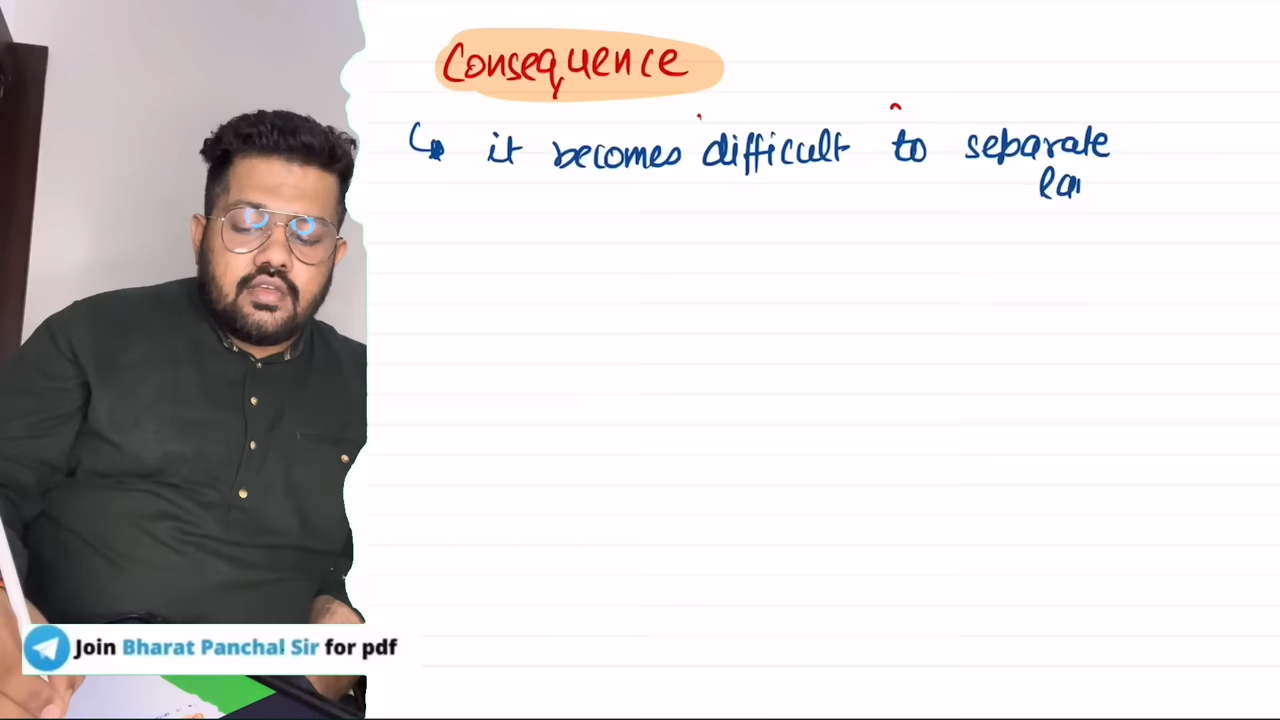 Consequence
it becomes difficult to separate
Join Bharat Panchal Sir for pdf